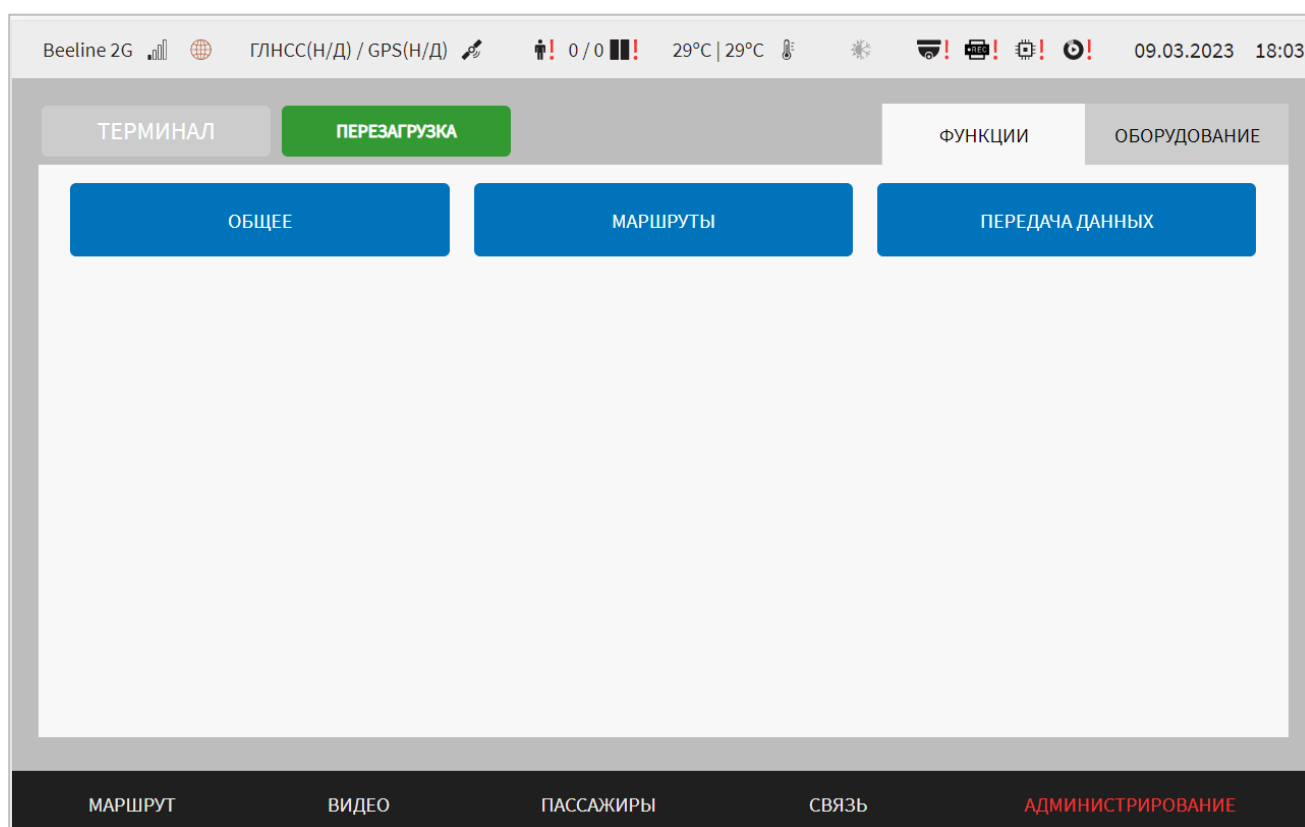 Beeline 2G ГЛНСС(Н/Д) / GPS(Н/Д) ! 0 / 0 ! 29°C | 29°C ! REC ! ! ! 09.03.2023 18:03
ТЕРМИНАЛ ПЕРЕЗАГРУЗКА ФУНКЦИИ ОБОРУДОВАНИЕ
ОБЩЕЕ МАРШРУТЫ ПЕРЕДАЧА ДАННЫХ
МАРШРУТ ВИДЕО ПАССАЖИРЫ СВЯЗЬ АДМИНИСТРИРОВАНИЕ